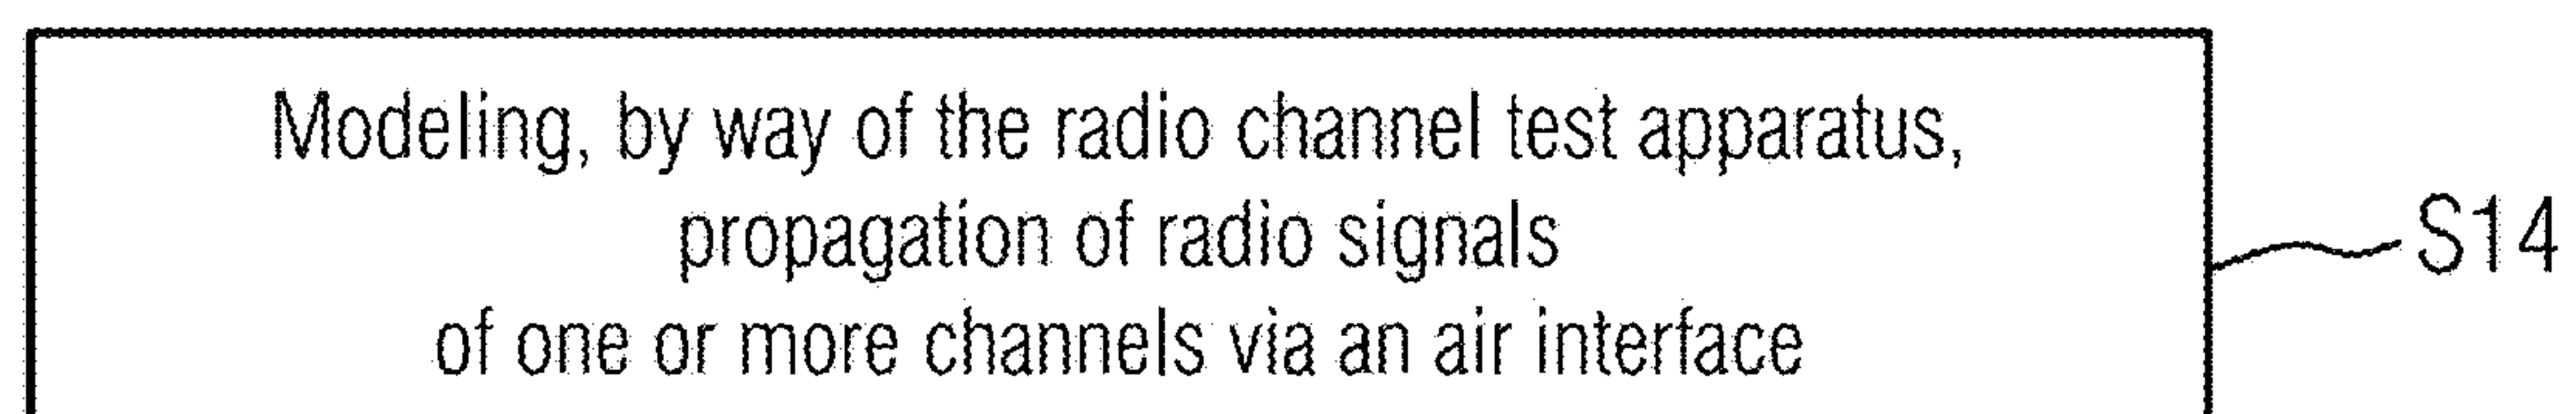 Modeling, by way of the radio channel test apparatus,
propagation of radio signals
of one or more channels via an air interface
S14